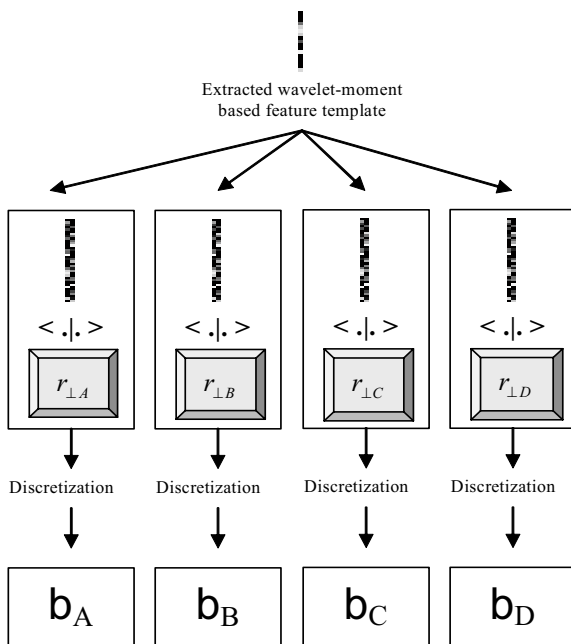 Extracted wavelet-moment
based feature template
< .|. > < .|. > < .|. > < .|. >
r⊥A r⊥B r⊥C r⊥D
Discretization Discretization Discretization Discretization
bA bB bC bD